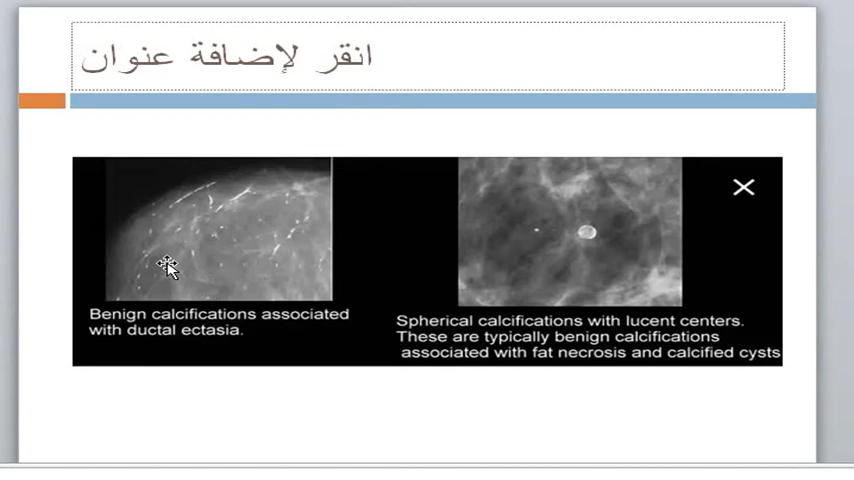 انقر لإضافة عنوان
Benign calcifications associated
with ductal ectasia.
Spherical calcifications with lucent centers.
These are typically benign calcifications
associated with fat necrosis and calcified cysts